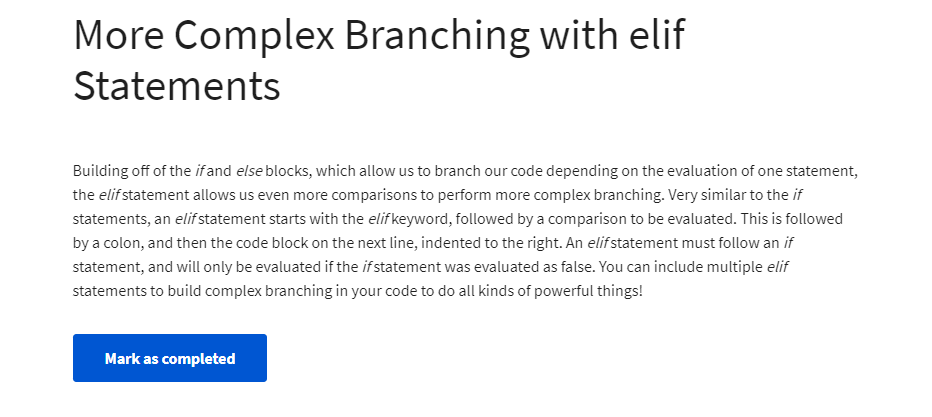 More Complex Branching with elif
Statements
Building off of the if and else blocks, which allow us to branch our code depending on the evaluation of one statement,
the elif statement allows us even more comparisons to perform more complex branching. Very similar to the if
statements, an elif statement starts with the elif keyword, followed by a comparison to be evaluated. This is followed
by a colon, and then the code block on the next line, indented to the right. An elif statement must follow an if
statement, and will only be evaluated if the if statement was evaluated as false. You can include multiple elif
statements to build complex branching in your code to do all kinds of powerful things!
Mark as completed